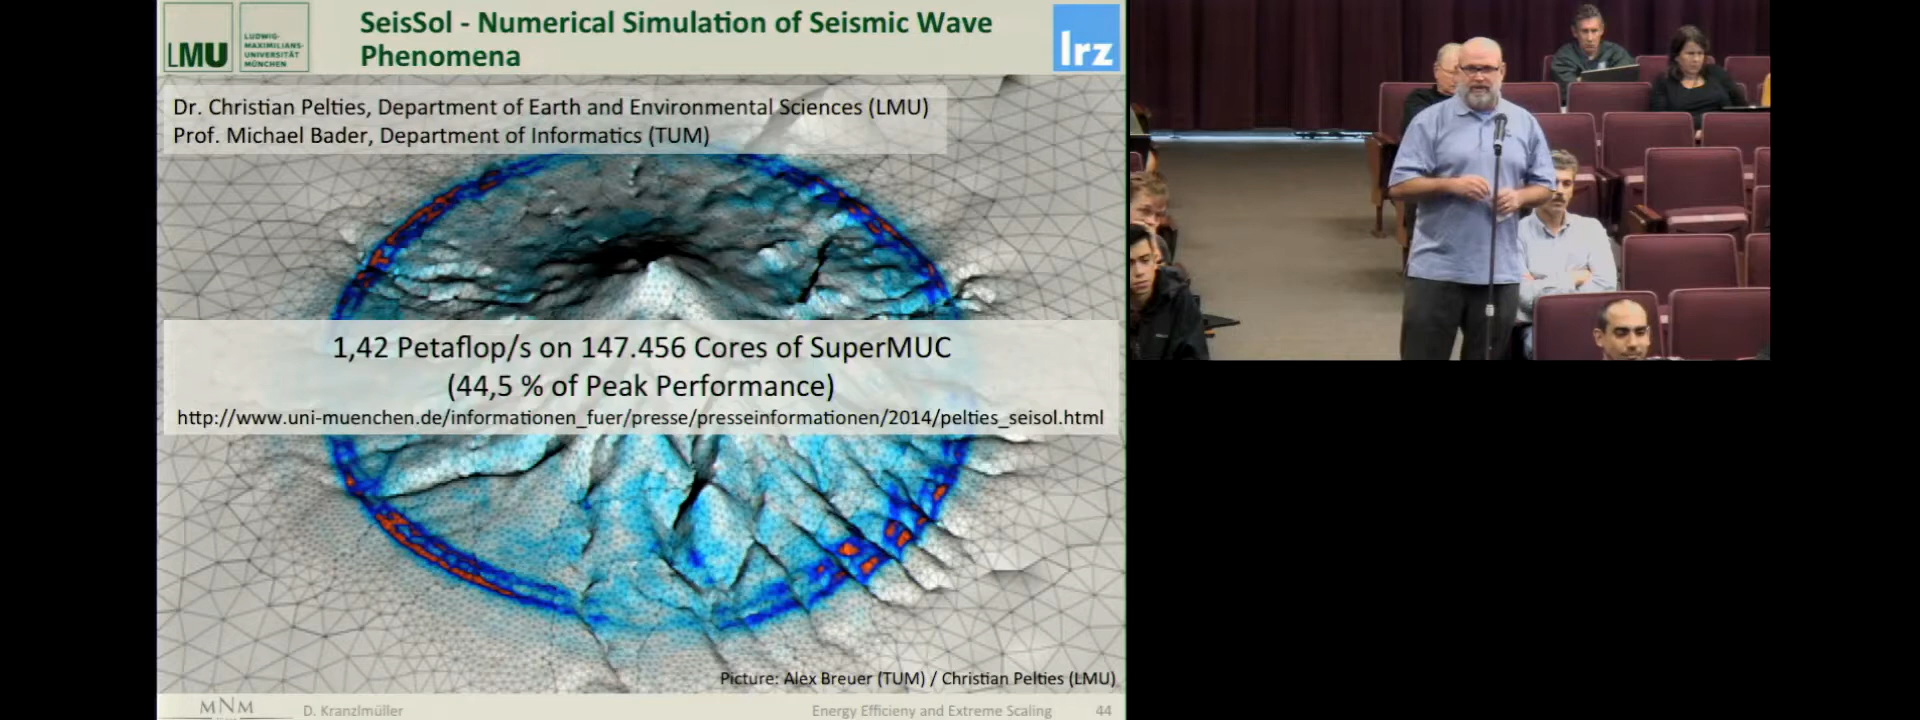 LMU
LUDWIG-
MAXIMILIANS-
UNIVERSITÄT
MÜNCHEN
SeisSol - Numerical Simulation of Seismic Wave
Phenomena
lrz
Dr. Christian Pelties, Department of Earth and Environmental Sciences (LMU)
Prof. Michael Bader, Department of Informatics (TUM)
1,42 Petaflop/s on 147.456 Cores of SuperMUC
(44,5 % of Peak Performance)
http://www.uni-muenchen.de/informationen_fuer/presse/presseinformationen/2014/pelties_seisol.html
Picture: Alex Breuer (TUM) / Christian Pelties (LMU)
MNM
D. Kranzlmüller
Energy Efficieny and Extreme Scaling
44